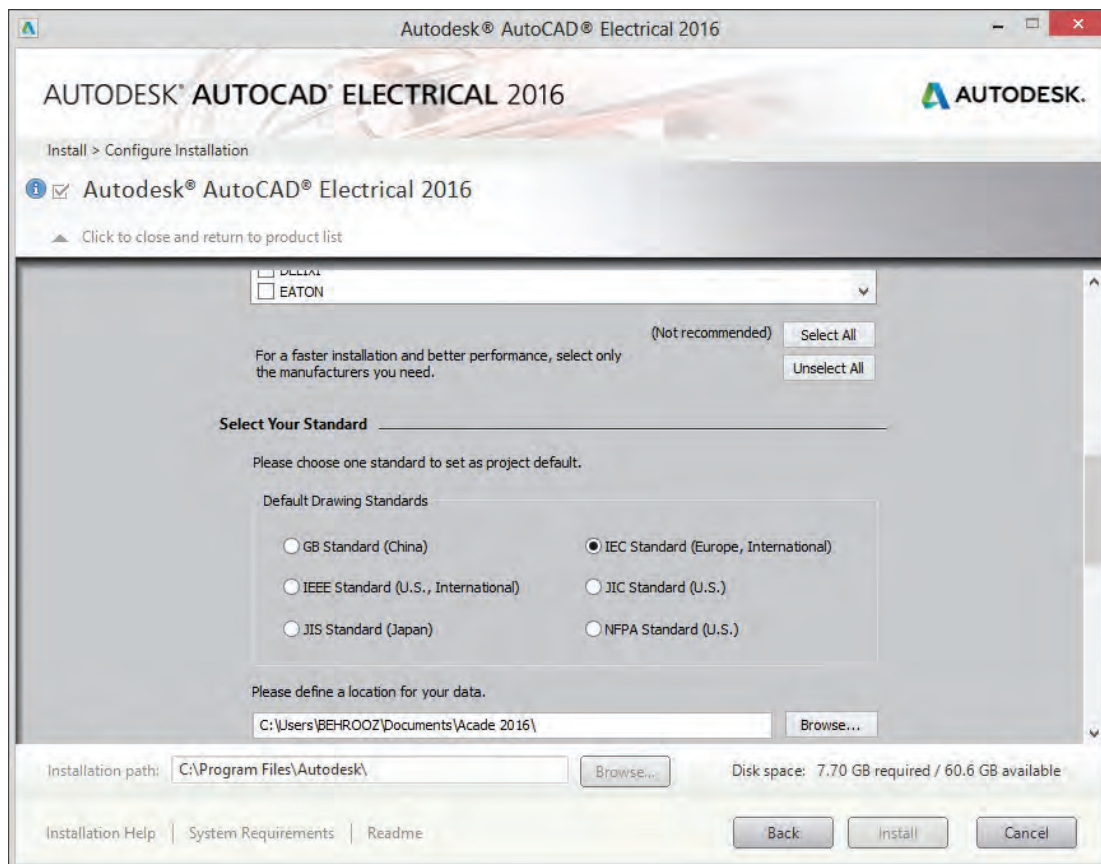 Autodesk® AutoCAD® Electrical 2016
AUTODESK® AUTOCAD® ELECTRICAL 2016
AUTODESK.
Install > Configure Installation
Autodesk® AutoCAD® Electrical 2016
Click to close and return to product list
DELIXI
EATON
(Not recommended)
Select All
For a faster installation and better performance, select only
the manufacturers you need.
Unselect All
Select Your Standard
Please choose one standard to set as project default.
Default Drawing Standards
GB Standard (China)
IEC Standard (Europe, International)
IEEE Standard (U.S., International)
JIC Standard (U.S.)
JIS Standard (Japan)
NFPA Standard (U.S.)
Please define a location for your data.
C:\Users\BEHROOZ\Documents\Acade 2016\
Browse...
Installation path: C:\Program Files\Autodesk\
Browse...
Disk space: 7.70 GB required / 60.6 GB available
Installation Help | System Requirements | Readme
Back
Install
Cancel